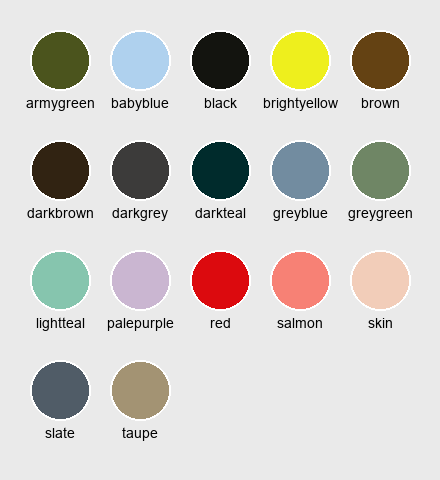 armygreen babyblue black brightyellow brown
darkbrown darkgrey darkteal greyblue greygreen
lightteal palepurple red salmon skin
slate taupe